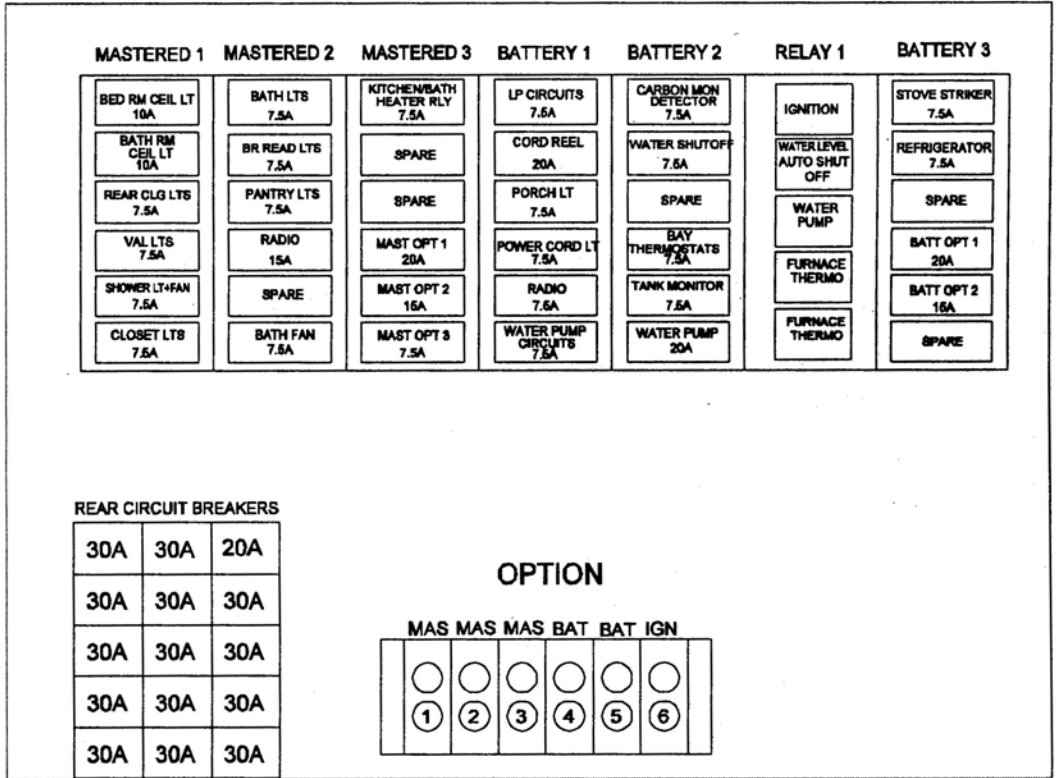 MASTERED 1 MASTERED 2 MASTERED 3 BATTERY 1 BATTERY 2 RELAY 1 BATTERY 3
BED RM CEIL LT
10A
BATH RM
CEIL LT
10A
REAR CLG LTS
7.5A
VAL LTS
7.5A
SHOWER LT+FAN
7.5A
CLOSET LTS
7.5A
BATH LTS
7.5A
BR READ LTS
7.5A
PANTRY LTS
7.5A
RADIO
15A
SPARE
BATH FAN
7.5A
KITCHEN/BATH
HEATER RLY
7.5A
SPARE
SPARE
MAST OPT 1
20A
MAST OPT 2
15A
MAST OPT 3
7.5A
LP CIRCUITS
7.5A
CORD REEL
20A
PORCH LT
7.5A
POWER CORD LT
7.5A
RADIO
7.5A
WATER PUMP
CIRCUITS
7.5A
CARBON MON
DETECTOR
7.5A
WATER SHUTOFF
7.5A
SPARE
BAY
THERMOSTATS
7.5A
TANK MONITOR
7.5A
WATER PUMP
20A
IGNITION
WATER LEVEL
AUTO SHUT
OFF
WATER
PUMP
FURNACE
THERMO
FURNACE
THERMO
STOVE STRIKER
7.5A
REFRIGERATOR
7.5A
SPARE
BATT OPT 1
20A
BATT OPT 2
15A
SPARE
REAR CIRCUIT BREAKERS
30A 30A 20A
30A 30A 30A
30A 30A 30A
30A 30A 30A
30A 30A 30A
OPTION
MAS MAS MAS BAT BAT IGN
1 2 3 4 5 6